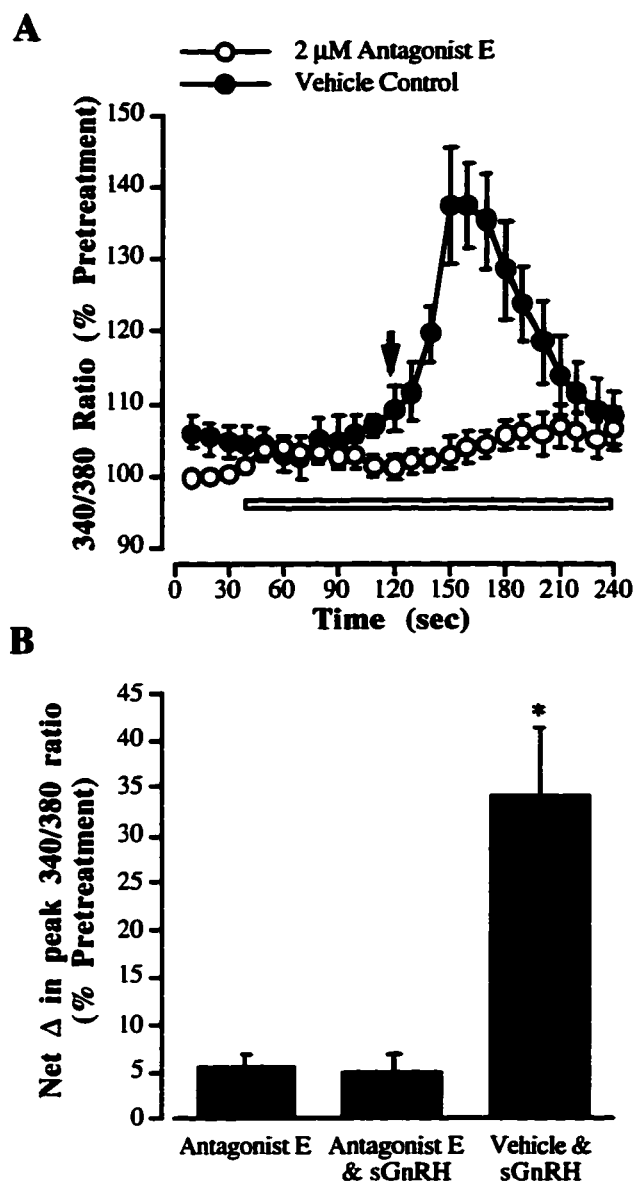 A
2 μM Antagonist E
Vehicle Control
340/380 Ratio (% Pretreatment)
150
140
130
120
110
100
90
0 30 60 90 120 150 180 210 240
Time (sec)
B
Net Δ in peak 340/380 ratio
(% Pretreatment)
45
40
35
30
25
20
15
10
5
0
*
Antagonist E
Antagonist E
& sGnRH
Vehicle &
sGnRH